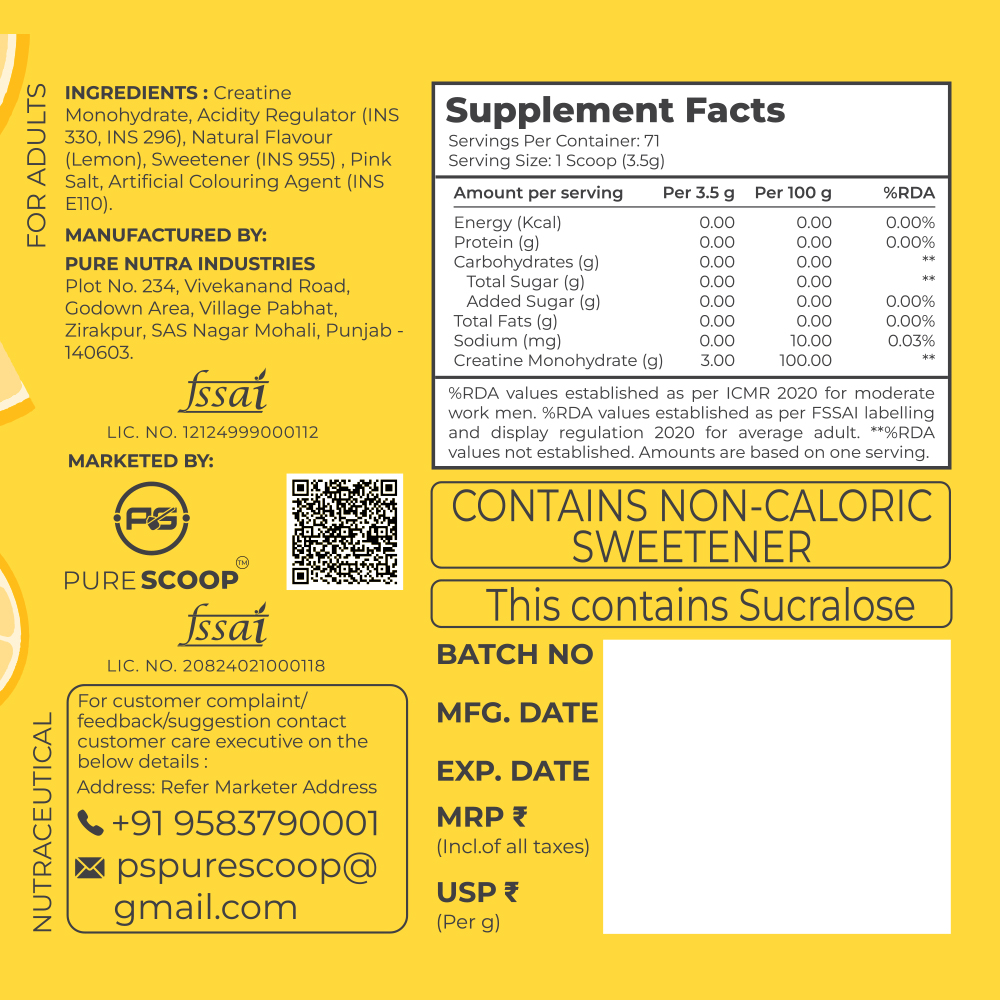 FOR ADULTS
INGREDIENTS : Creatine
Monohydrate, Acidity Regulator (INS
330, INS 296), Natural Flavour
(Lemon), Sweetener (INS 955) , Pink
Salt, Artificial Colouring Agent (INS
E110).
MANUFACTURED BY:
PURE NUTRA INDUSTRIES
Plot No. 234, Vivekanand Road,
Godown Area, Village Pabhat,
Zirakpur, SAS Nagar Mohali, Punjab -
140603.
fssai
LIC. NO. 12124999000112
MARKETED BY:
PS
PURE SCOOP TM
fssai
LIC. NO. 20824021000118
NUTRACEUTICAL
For customer complaint/
feedback/suggestion contact
customer care executive on the
below details :
Address: Refer Marketer Address
+91 9583790001
pspurescoop@
gmail.com
Supplement Facts
Servings Per Container: 71
Serving Size: 1 Scoop (3.5g)
Amount per serving Per 3.5 g Per 100 g %RDA
Energy (Kcal) 0.00 0.00 0.00%
Protein (g) 0.00 0.00 0.00%
Carbohydrates (g) 0.00 0.00 **
Total Sugar (g) 0.00 0.00 **
Added Sugar (g) 0.00 0.00 0.00%
Total Fats (g) 0.00 0.00 0.00%
Sodium (mg) 0.00 10.00 0.03%
Creatine Monohydrate (g) 3.00 100.00 **
%RDA values established as per ICMR 2020 for moderate
work men. %RDA values established as per FSSAI labelling
and display regulation 2020 for average adult. **%RDA
values not established. Amounts are based on one serving.
CONTAINS NON-CALORIC
SWEETENER
This contains Sucralose
BATCH NO
MFG. DATE
EXP. DATE
MRP ₹
(Incl.of all taxes)
USP ₹
(Per g)